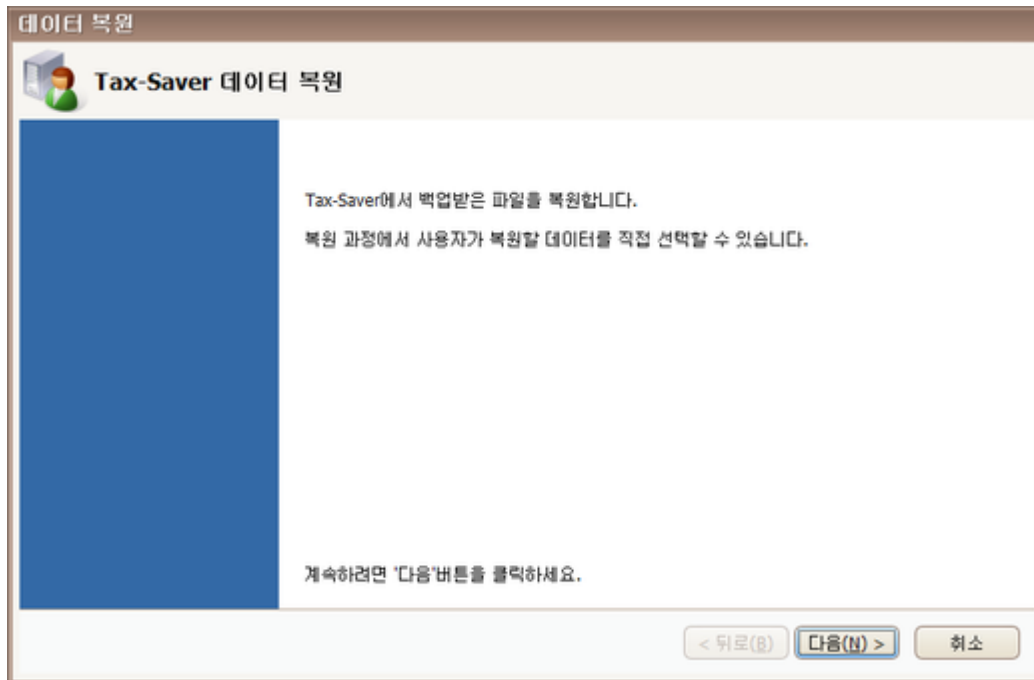 데이터 복원
Tax-Saver 데이터 복원
Tax-Saver에서 백업받은 파일을 복원합니다.
복원 과정에서 사용자가 복원할 데이터를 직접 선택할 수 있습니다.
계속하려면 '다음'버튼을 클릭하세요.
< 뒤로(B) 다음(N) > 취소